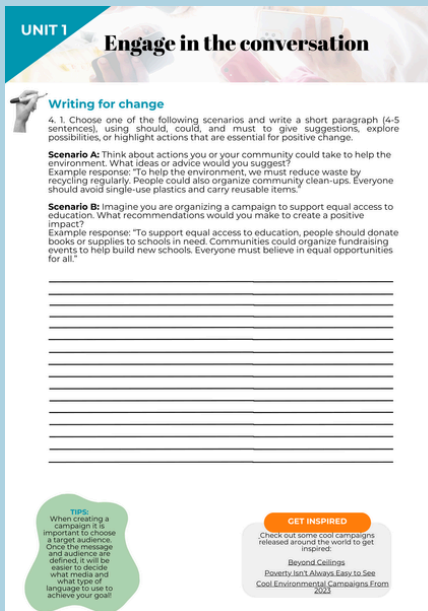 UNIT 1
Engage in the conversation
Writing for change
4. 1. Choose one of the following scenarios and write a short paragraph (4-5
sentences), using should, could, and must to give suggestions, explore
possibilities, or highlight actions that are essential for positive change.
Scenario A: Think about actions you or your community could take to help the
environment. What ideas or advice would you suggest?
Example response: "To help the environment, we must reduce waste by
recycling regularly. People could also organize community clean-ups. Everyone
should avoid single-use plastics and carry reusable items."
Scenario B: Imagine you are organizing a campaign to support equal access to
education. What recommendations would you make to create a positive
impact?
Example response: "To support equal access to education, people should donate
books or supplies to schools in need. Communities could organize fundraising
events to help build new schools. Everyone must believe in equal opportunities
for all."
TIPS:
When creating a
campaign it is
important to choose
a target audience.
Once the message
and audience are
defined, it will be
easier to decide
what media and
what type of
language to use to
achieve your goal!
GET INSPIRED
Check out some cool campaigns
released around the world to get
inspired:
Beyond Ceilings
Poverty Isn't Always Easy to See
Cool Environmental Campaigns From
2023